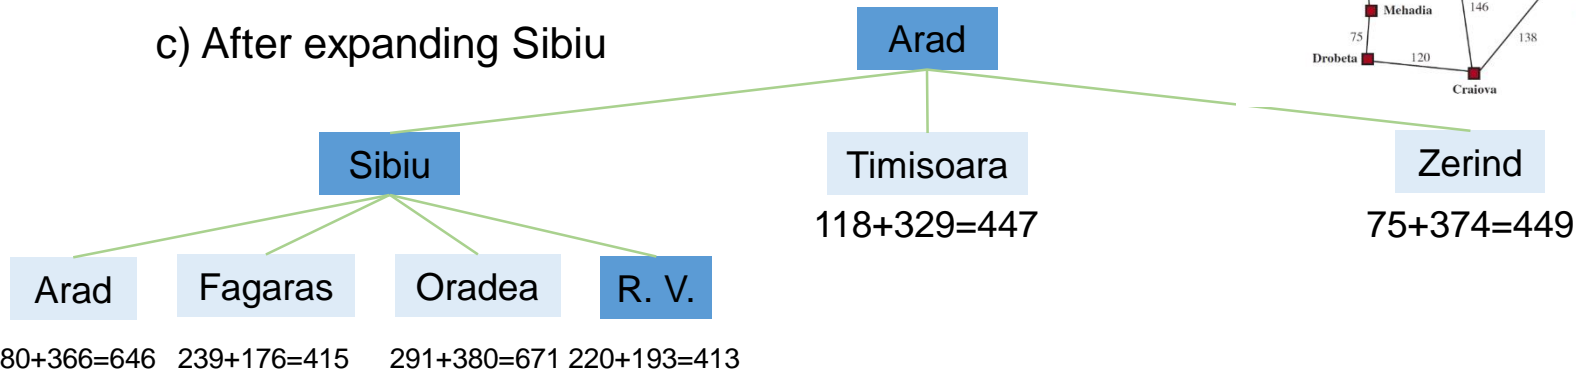 c) After expanding Sibiu
Arad
Mehadia
146
75
138
Drobeta
120
Craiova
Sibiu
Timisoara
Zerind
118+329=447
75+374=449
Arad
Fagaras
Oradea
R. V.
80+366=646
239+176=415
291+380=671
220+193=413